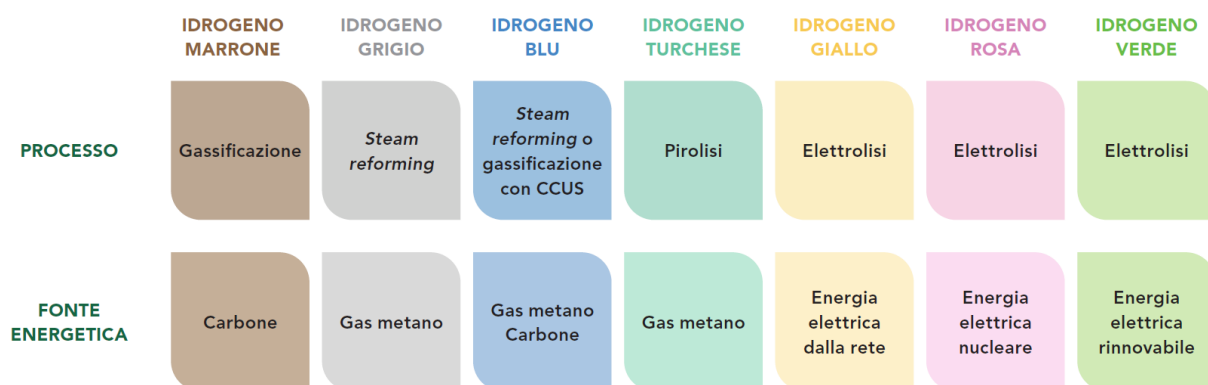 IDROGENO MARRONE
IDROGENO GRIGIO
IDROGENO BLU
IDROGENO TURCHESE
IDROGENO GIALLO
IDROGENO ROSA
IDROGENO VERDE
PROCESSO
Gassificazione
Steam
reforming
Steam
reforming o
gassificazione
con CCUS
Pirolisi
Elettrolisi
Elettrolisi
Elettrolisi
FONTE
ENERGETICA
Carbone
Gas metano
Gas metano
Carbone
Gas metano
Energia
elettrica
dalla rete
Energia
elettrica
nucleare
Energia
elettrica
rinnovabile